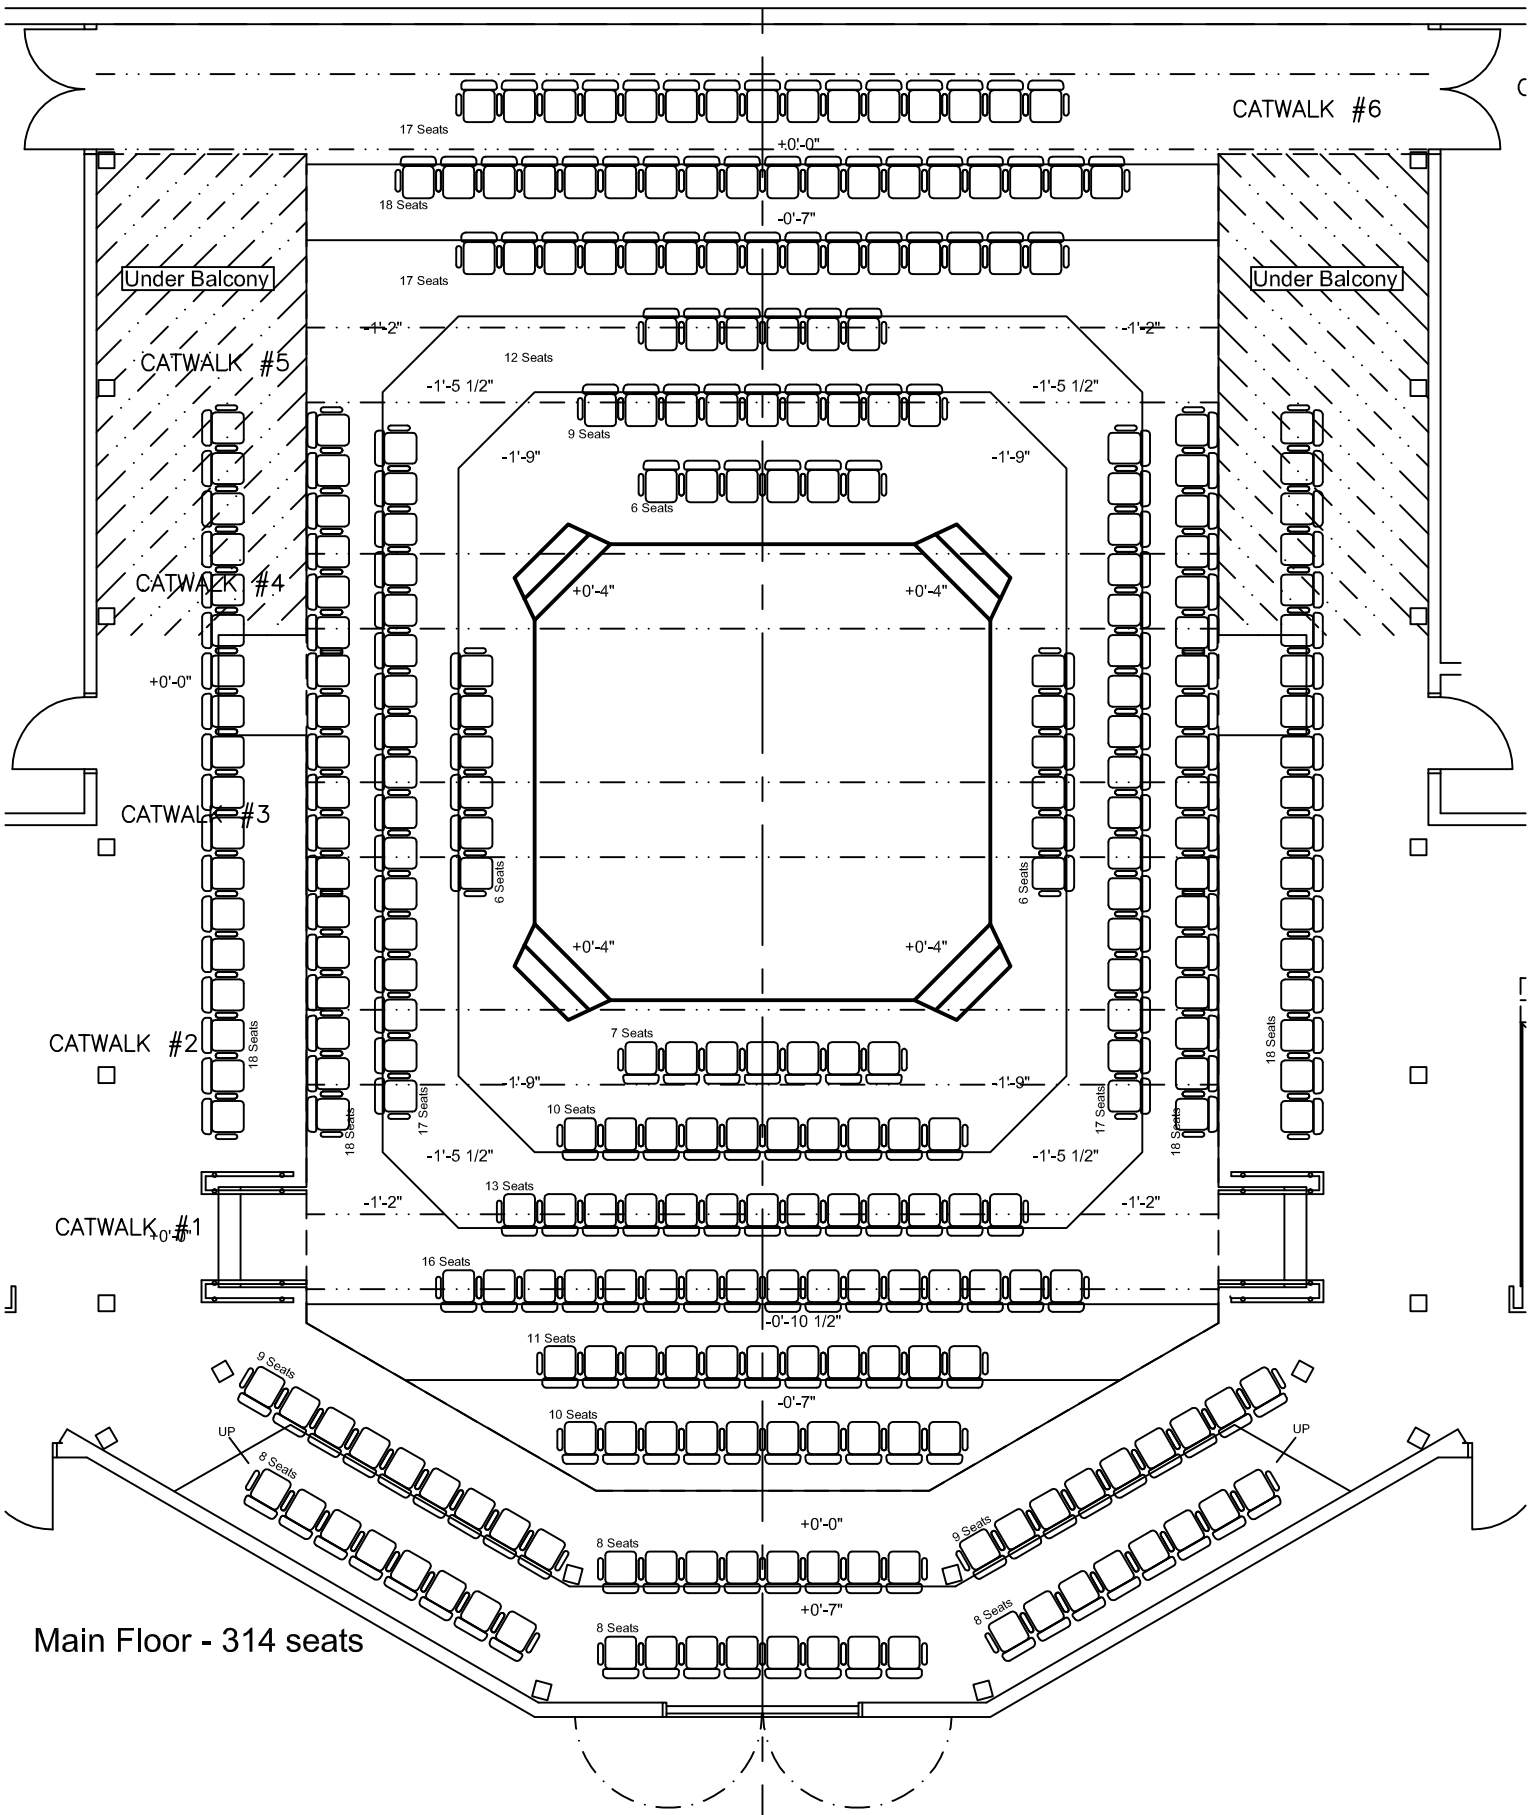 CATWALK #6
17 Seats
+0'-0"
18 Seats
-0'-7"
17 Seats
Under Balcony
Under Balcony
-1'-2"
-1'-2"
12 Seats
CATWALK #5
-1'-5 1/2"
-1'-5 1/2"
9 Seats
-1'-9"
-1'-9"
6 Seats
CATWALK #4
+0'-4"
+0'-4"
+0'-0"
CATWALK #3
6 Seats
6 Seats
+0'-4"
+0'-4"
CATWALK #2
18 Seats
7 Seats
18 Seats
-1'-9"
-1'-9"
10 Seats
18 Seats
17 Seats
17 Seats
18 Seats
-1'-5 1/2"
-1'-5 1/2"
13 Seats
-1'-2"
-1'-2"
CATWALK #1
+0'-0"
16 Seats
-0'-10 1/2"
11 Seats
9 Seats
-0'-7"
10 Seats
UP
UP
8 Seats
+0'-0"
9 Seats
8 Seats
+0'-7"
8 Seats
8 Seats
Main Floor - 314 seats